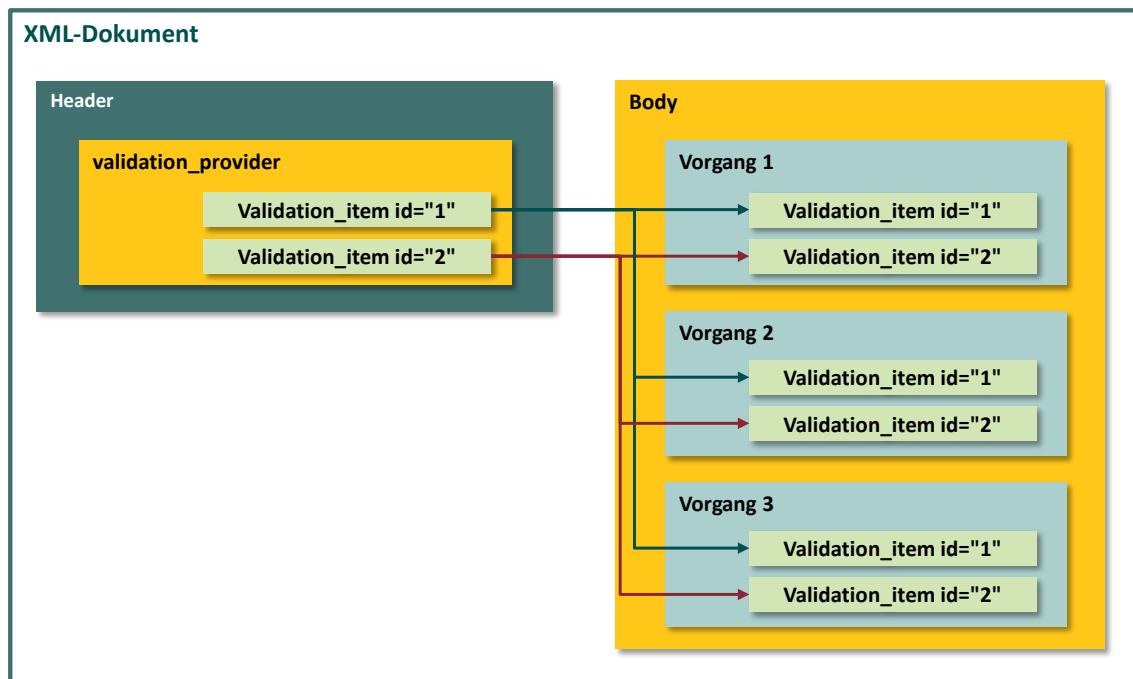 XML-Dokument
Header
validation_provider
Validation_item id="1"
Validation_item id="2"
Body
Vorgang 1
Validation_item id="1"
Validation_item id="2"
Vorgang 2
Validation_item id="1"
Validation_item id="2"
Vorgang 3
Validation_item id="1"
Validation_item id="2"